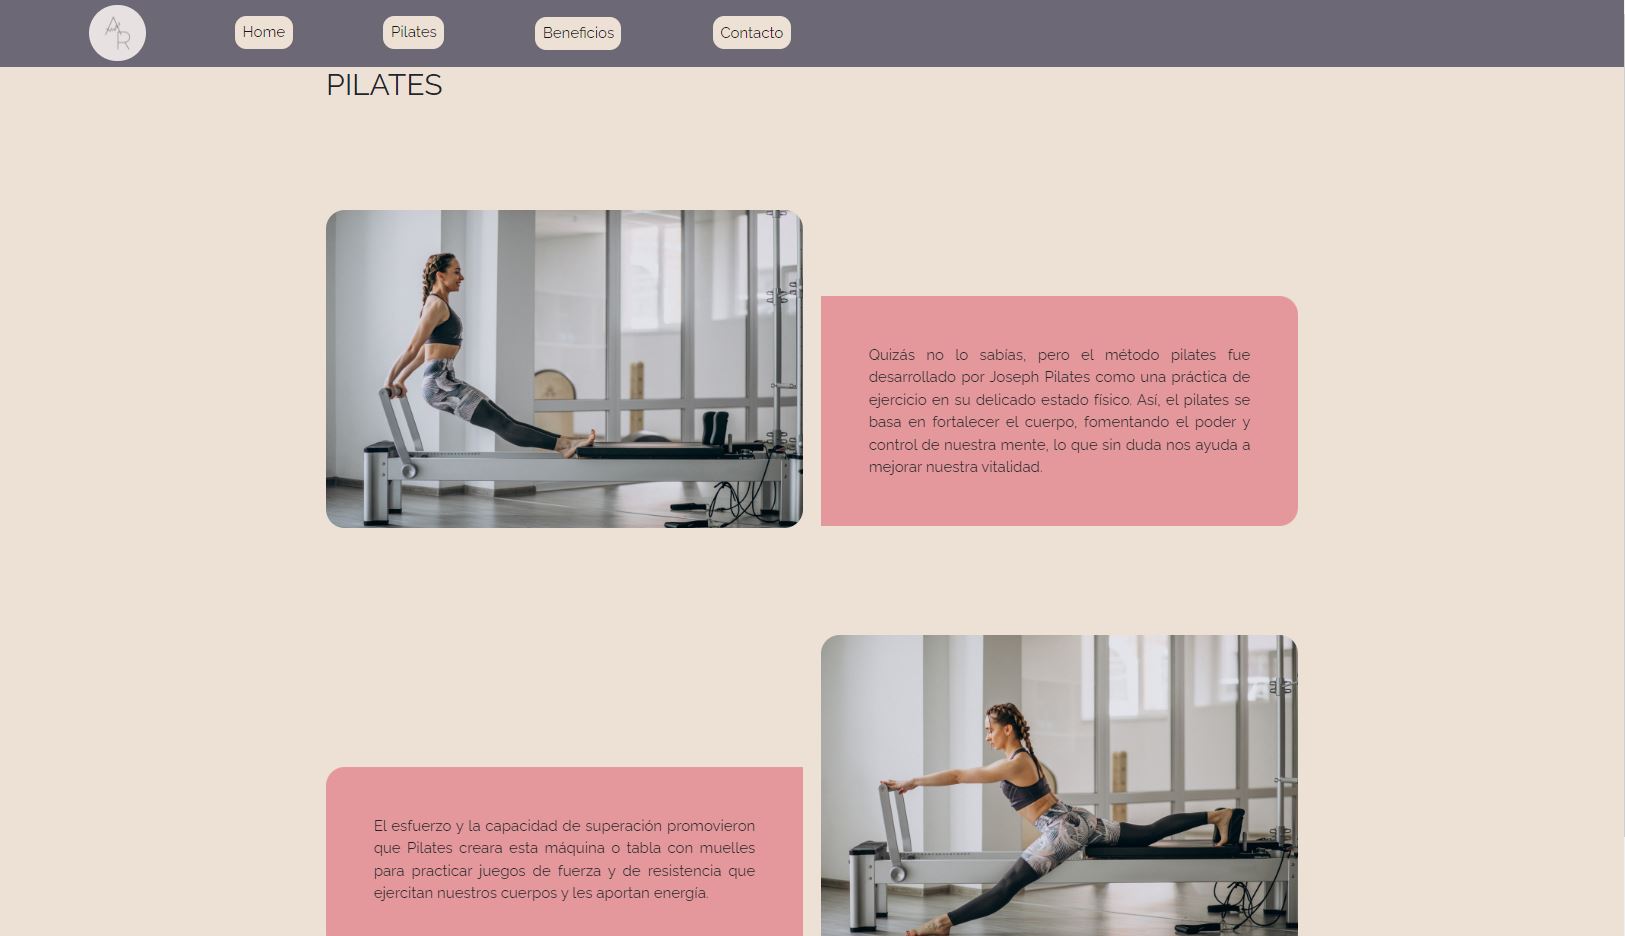 AR
Home
Pilates
Beneficios
Contacto
PILATES
Quizás no lo sabías, pero el método pilates fue
desarrollado por Joseph Pilates como una práctica de
ejercicio en su delicado estado físico. Así, el pilates se
basa en fortalecer el cuerpo, fomentando el poder y
control de nuestra mente, lo que sin duda nos ayuda a
mejorar nuestra vitalidad.
El esfuerzo y la capacidad de superación promovieron
que Pilates creara esta máquina o tabla con muelles
para practicar juegos de fuerza y de resistencia que
ejercitan nuestros cuerpos y les aportan energía.